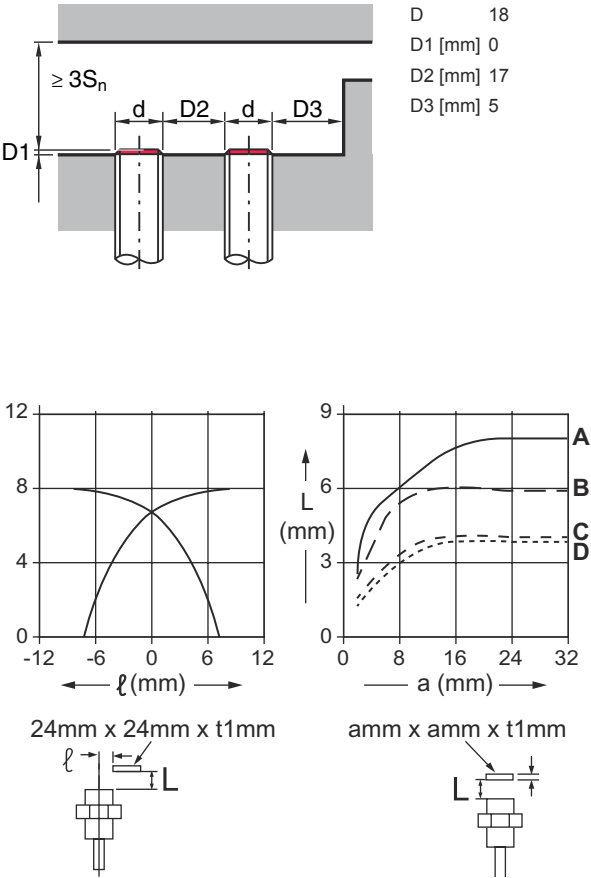 D 18
D1 [mm] 0
D2 [mm] 17
D3 [mm] 5
≥ 3Sn
d D2 d D3
D1
12
8
4
0
-12 -6 0 6 12
ℓ(mm)
9
6
3
0
L
(mm)
A
B
C
D
0 8 16 24 32
a (mm)
24mm x 24mm x t1mm
ℓ
L
amm x amm x t1mm
L